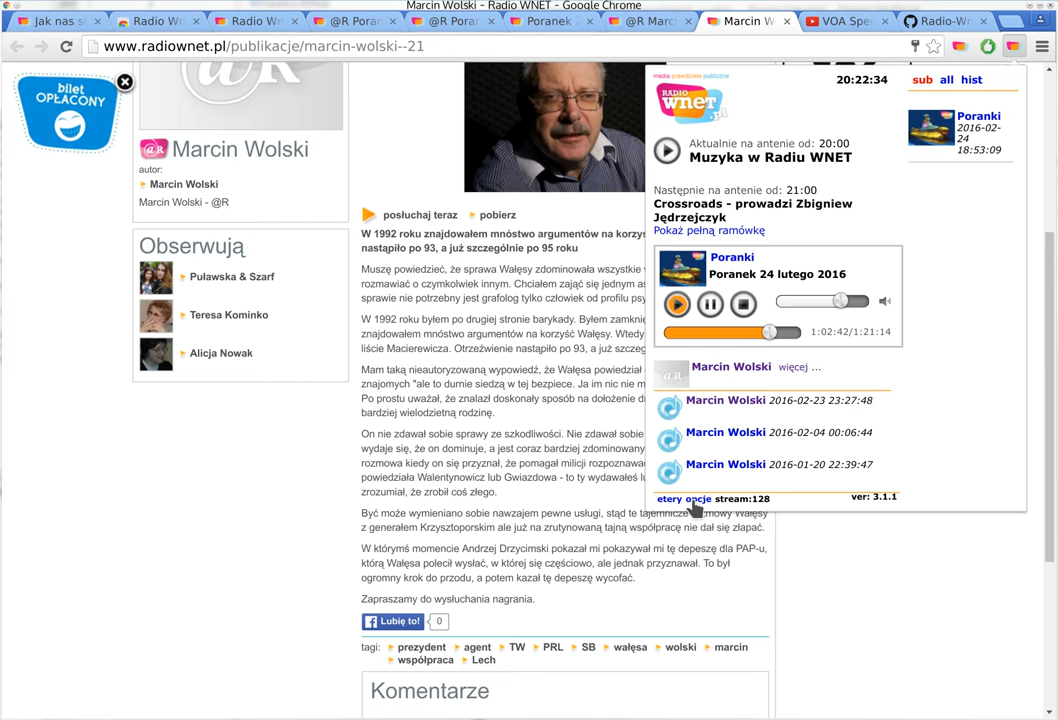 Marcin Wolski - Radio WNET - Google Chrome
Jak nas sł
Radio Wn
Radio Wn
@R Poran
@R Poran
Poranek
@R Marc
Marcin W
VOA Spec
Radio-Wn
www.radiownet.pl/publikacje/marcin-wolski--21
bilet
OPŁACONY
@R
@R Marcin Wolski
autor:
Marcin Wolski
Marcin Wolski - @R
Obserwują
Puławska & Szarf
Teresa Kominko
Alicja Nowak
posłuchaj teraz pobierz
W 1992 roku znajdowałem mnóstwo argumentów na korzyś
nastąpiło po 93, a już szczególnie po 95 roku
Muszę powiedzieć, że sprawa Wałęsy zdominowała wszystkie
rozmawiać o czymkolwiek innym. Chciałem zająć się jednym as
sprawie nie potrzebny jest grafolog tylko człowiek od profilu psy
W 1992 roku byłem po drugiej stronie barykady. Byłem zamknię
znajdowałem mnóstwo argumentów na korzyść Wałęsy. Wtedy
liście Macierewicza. Otrzeźwienie nastąpiło po 93, a już szczeg
Mam taką nieautoryzowaną wypowiedź, że Wałęsa powiedział
znajomych "ale to durnie siedzą w tej bezpiece. Ja im nic nie m
Po prostu uważał, że znalazł doskonały sposób na dołożenie dr
bardziej wielodzietną rodzinę.
On nie zdawał sobie sprawy ze szkodliwości. Nie zdawał sobie
wydaje się, że on dominuje, a jest coraz bardziej zdominowany
rozmowa kiedy on się przyznał, że pomagał milicji rozpoznawać
powiedziała Walentynowicz lub Gwiazdowa - to ty wydawałeś lu
zrozumiał, że zrobił coś złego.
Być może wymieniano sobie nawzajem pewne usługi, stąd te tajemnicze rozmowy Wałęsy
z generałem Krzysztoporskim ale już na zrutynowaną tajną współpracę nie dał się złapać.
W którymś momencie Andrzej Drzycimski pokazał mi pokazywał mi tę depeszę dla PAP-u,
którą Wałęsa polecił wysłać, w której się częściowo, ale jednak przyznawał. To był
ogromny krok do przodu, a potem kazał tę depeszę wycofać.
Zapraszamy do wysłuchania nagrania.
Lubię to! 0
tagi: prezydent agent TW PRL SB wałęsa wolski marcin
współpraca Lech
Komentarze
media prawdziwie publiczne
RADIO
wnet.pl
20:22:34
Aktualnie na antenie od: 20:00
Muzyka w Radiu WNET
Następnie na antenie od: 21:00
Crossroads - prowadzi Zbigniew
Jędrzejczyk
Pokaż pełną ramówkę
Poranki
Poranek 24 lutego 2016
1:02:42/1:21:14
@R
Marcin Wolski więcej ...
Marcin Wolski 2016-02-23 23:27:48
Marcin Wolski 2016-02-04 00:06:44
Marcin Wolski 2016-01-20 22:39:47
etery opcje stream:128 ver: 3.1.1
sub all hist
Poranki
2016-02-
24
18:53:09